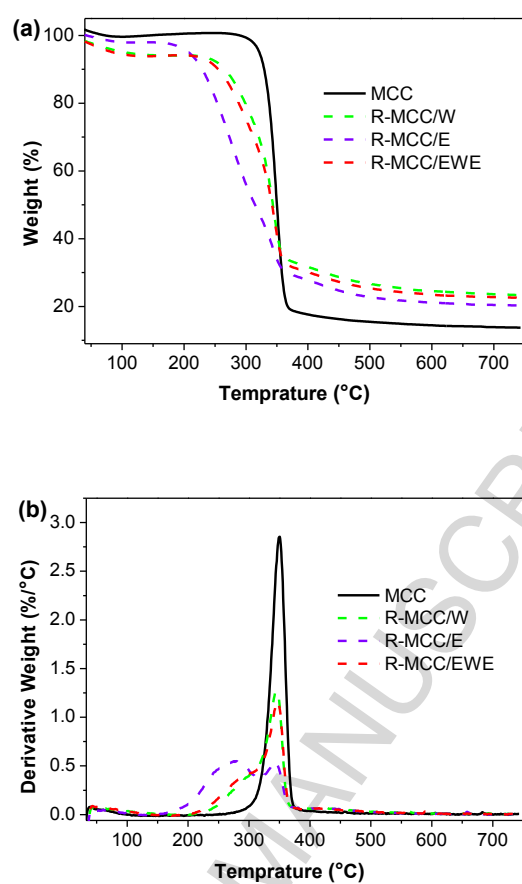 (a)
100
80
60
40
20
Weight (%)
MCC
R-MCC/W
R-MCC/E
R-MCC/EWE
100 200 300 400 500 600 700
Temprature (°C)
(b)
3.0
2.5
2.0
1.5
1.0
0.5
0.0
Derivative Weight (%/°C)
MCC
R-MCC/W
R-MCC/E
R-MCC/EWE
100 200 300 400 500 600 700
Temprature (°C)
MANUSCRI